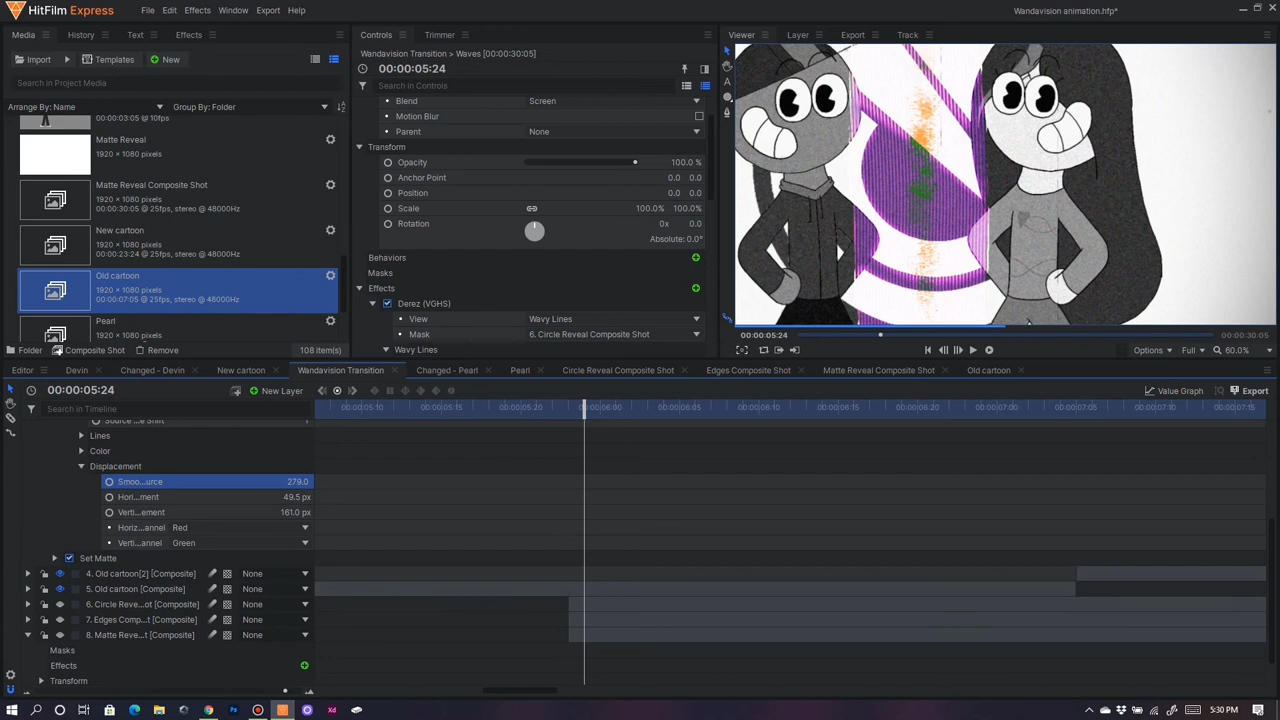 HitFilm Express
File Edit Effects Window Export Help
Wandavision animation.hfp*
Media History Text Effects
Controls Trimmer
Viewer Layer Export Track
Import Templates New
Wandavision Transition > Waves [00:00:30:05]
00:00:05:24
Search in Project Media
Search in Controls
Arrange By: Name Group By: Folder
Blend Screen
Motion Blur
Parent None
Transform
Opacity 100.0 %
Anchor Point 0.0 0.0
Position 0.0 0.0
Scale 100.0% 100.0%
Rotation 0x 0.0
Absolute: 0.0°
Behaviors
Masks
Effects
Derez (VGHS)
View Wavy Lines
Mask 6. Circle Reveal Composite Shot
Wavy Lines
00:00:03:05 @ 10fps
Matte Reveal
1920 × 1080 pixels
Matte Reveal Composite Shot
1920 × 1080 pixels
00:00:30:05 @ 25fps, stereo @ 48000Hz
New cartoon
1920 × 1080 pixels
00:00:23:24 @ 25fps, stereo @ 48000Hz
Old cartoon
1920 × 1080 pixels
00:00:07:05 @ 25fps, stereo @ 48000Hz
Pearl
1920 × 1080 pixels
Folder Composite Shot Remove 108 item(s)
00:00:05:24 00:00:30:05
Options Full 60.0%
Editor Devin Changed - Devin New cartoon Wandavision Transition Changed - Pearl Pearl Circle Reveal Composite Shot Edges Composite Shot Matte Reveal Composite Shot Old cartoon
00:00:05:24 New Layer Value Graph Export
Search in Timeline
00:00:05:10 00:00:05:15 00:00:05:20 00:00:06:00 00:00:06:05 00:00:06:10 00:00:06:15 00:00:06:20 00:00:07:00 00:00:07:05 00:00:07:10 00:00:07:15
Source ...e Shift
Lines
Color
Displacement
Smoo...urce 279.0
Hori...ment 49.5 px
Verti...ement 161.0 px
Horiz...annel Red
Verti...annel Green
Set Matte
4. Old cartoon[2] [Composite] None
5. Old cartoon [Composite] None
6. Circle Reve...ot [Composite] None
7. Edges Comp...t [Composite] None
8. Matte Reve...t [Composite] None
Masks
Effects
Transform
Ps
Xd
5:30 PM